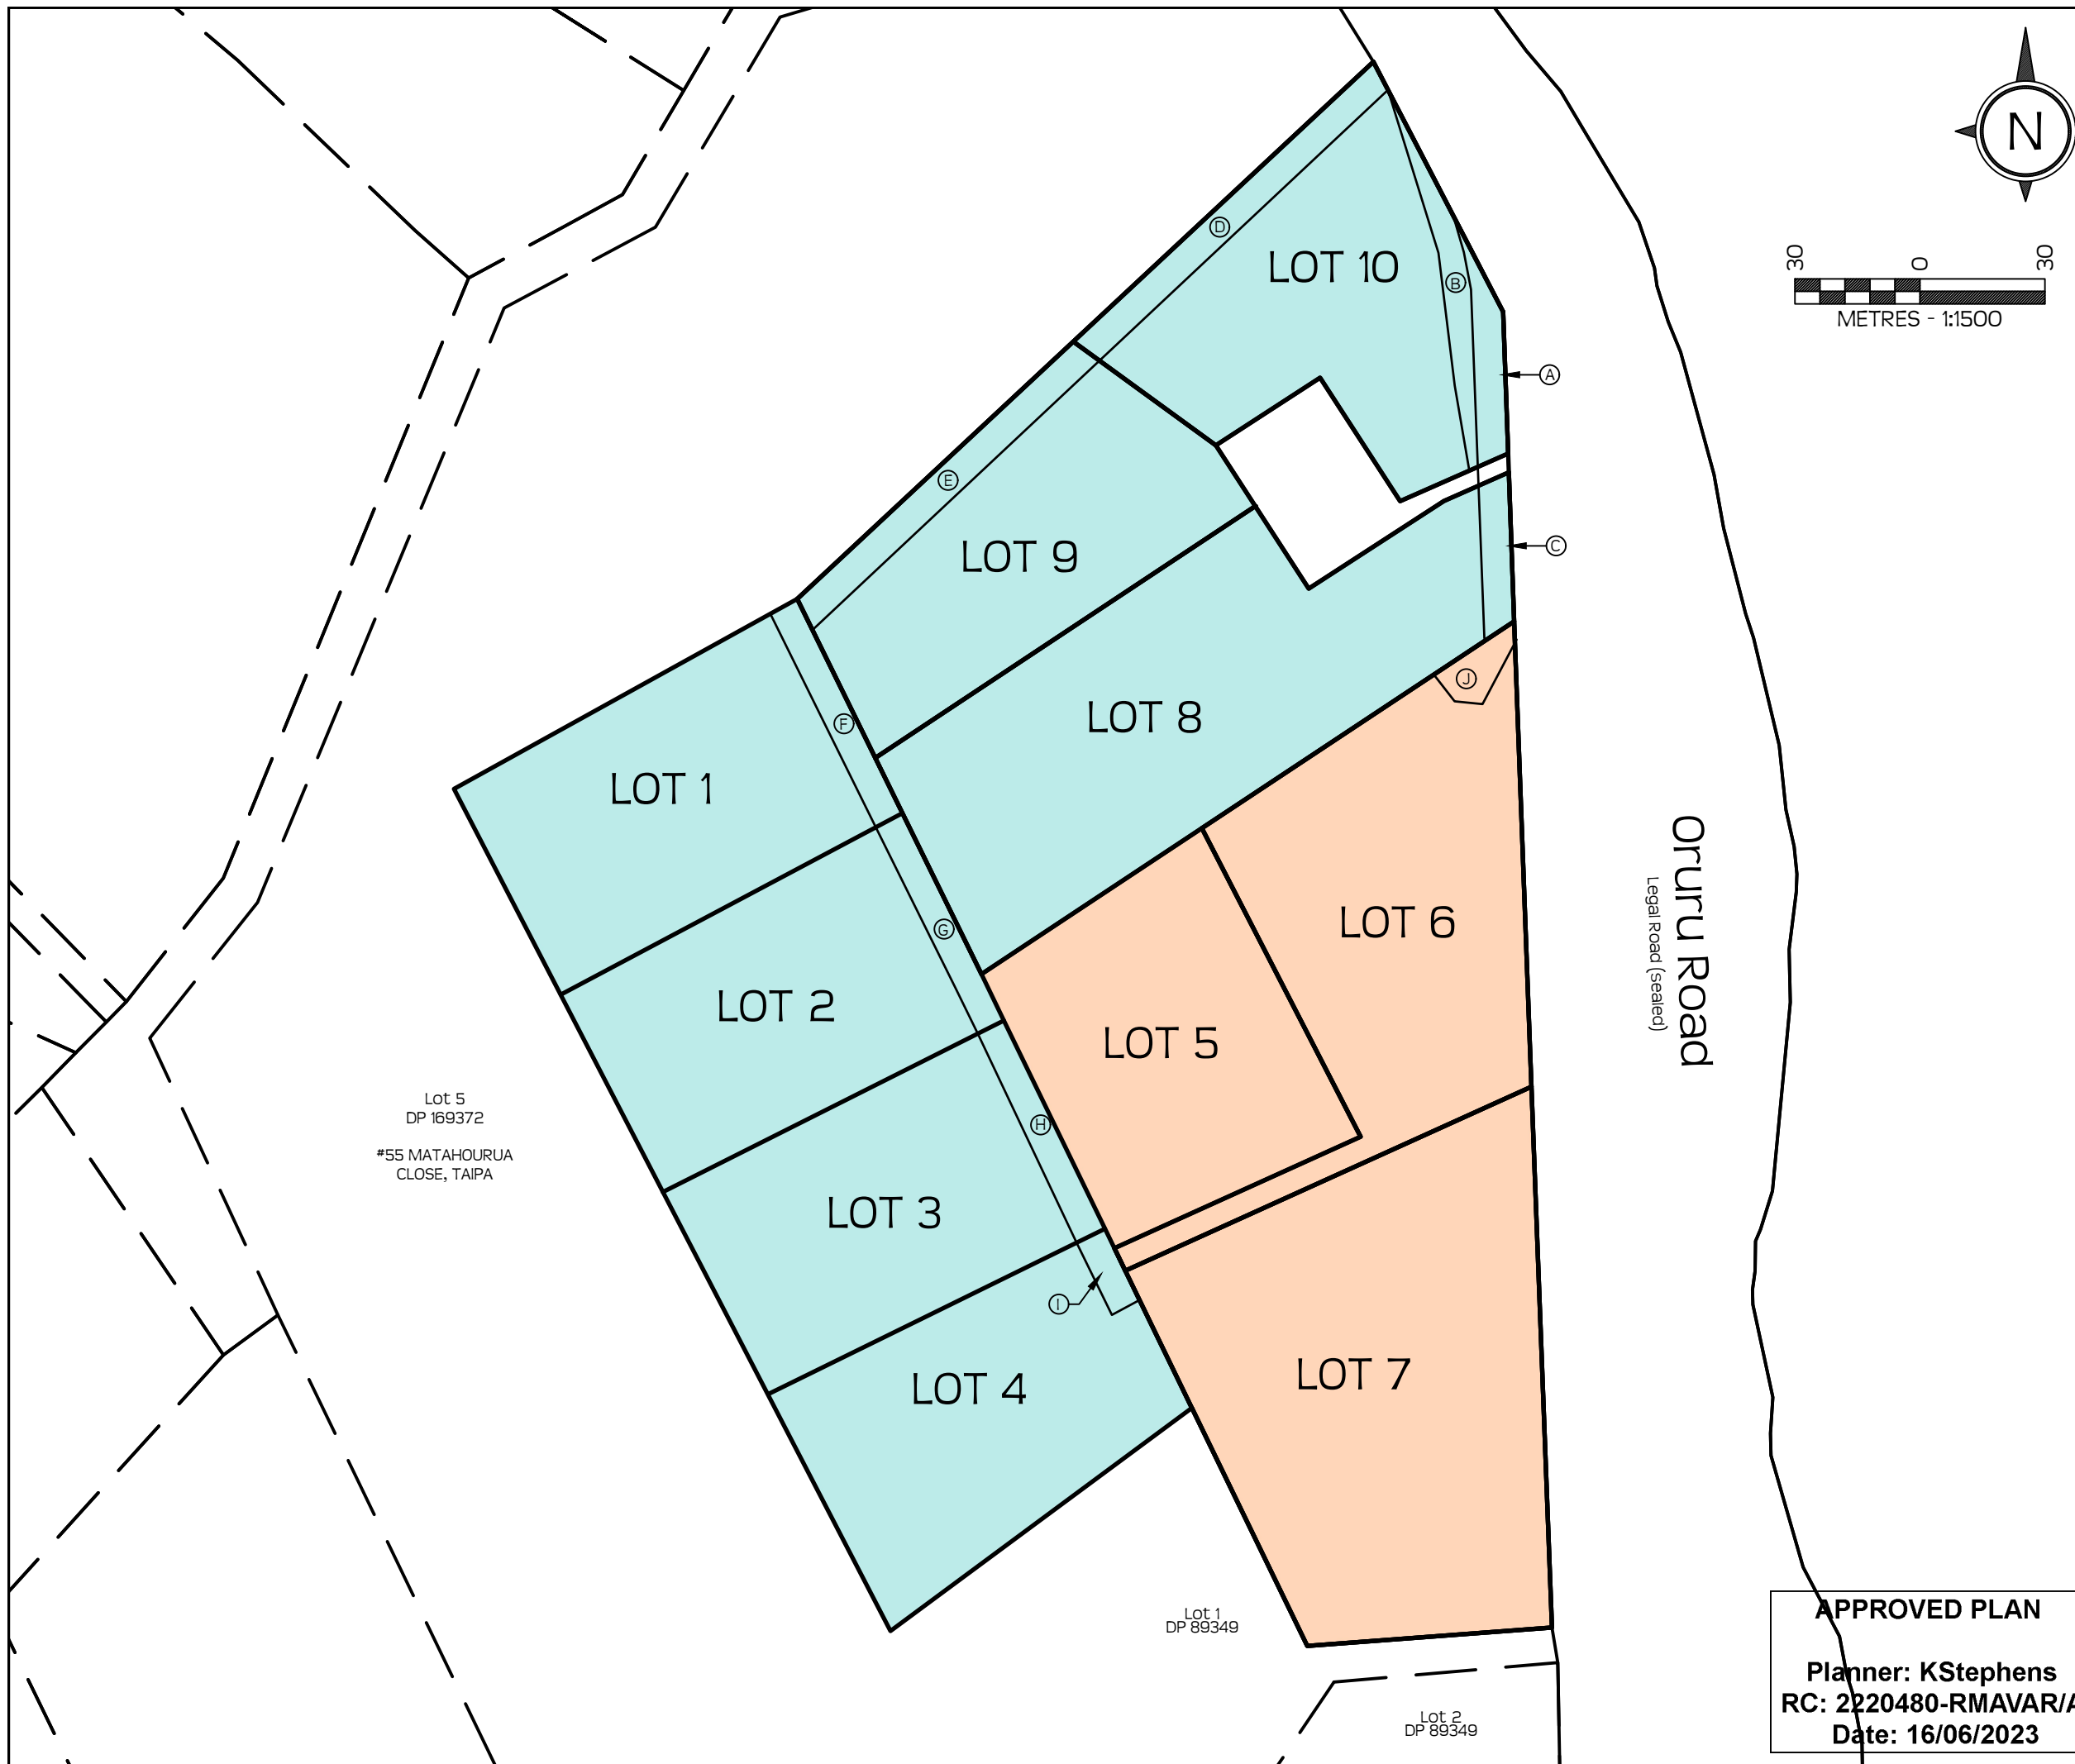 N
30 0 30
METRES - 1:1500
D
LOT 10
B
A
E
LOT 9
C
J
LOT 8
F
LOT 1
Oruru Road
Legal Road (sealed)
LOT 6
G
LOT 2
LOT 5
Lot 5
DP 169372
#55 MATAHOURUA
CLOSE, TAIPA
H
LOT 3
I
LOT 7
LOT 4
Lot 1
DP 89349
Lot 2
DP 89349
APPROVED PLAN
Planner: KStephens
RC: 2220480-RMAVAR/A
Date: 16/06/2023